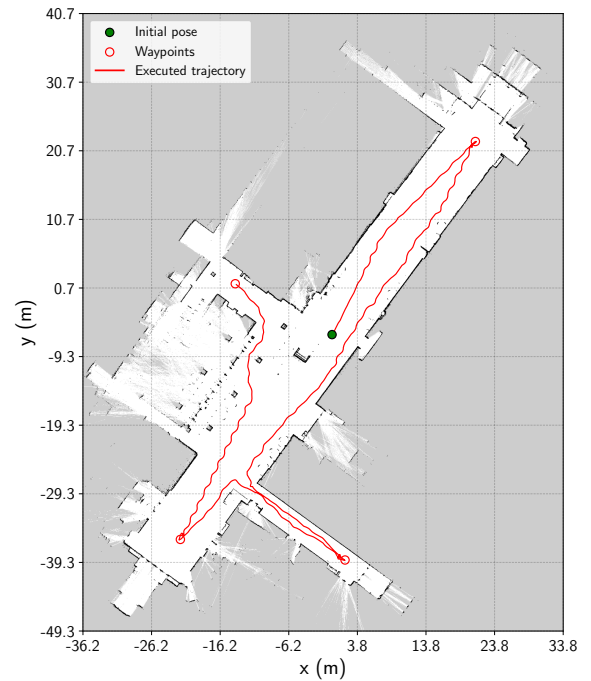 Initial pose
Waypoints
Executed trajectory
40.7
30.7
20.7
10.7
0.7
-9.3
-19.3
-29.3
-39.3
-49.3
y (m)
-36.2 -26.2 -16.2 -6.2 3.8 13.8 23.8 33.8
x (m)